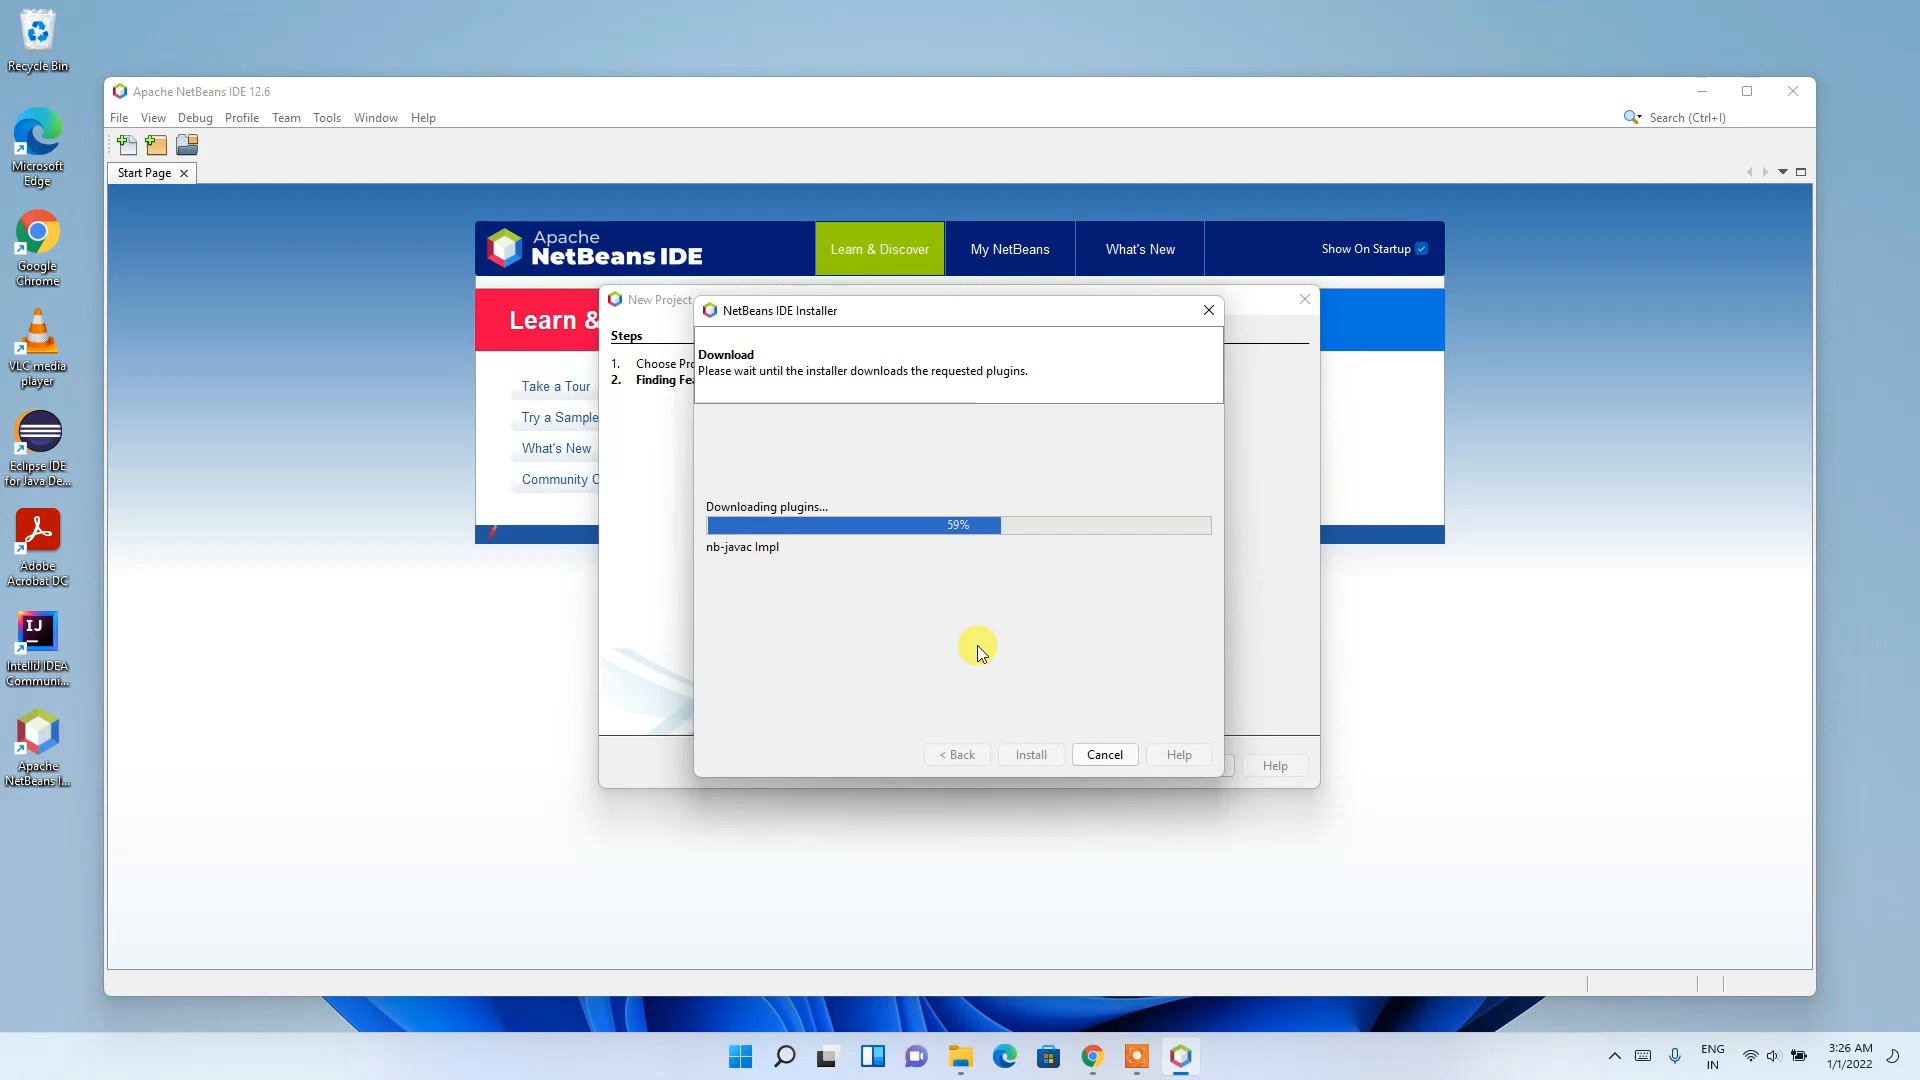 Recycle Bin
Microsoft
Edge
Google
Chrome
VLC media
player
Eclipse IDE
for Java De...
Adobe
Acrobat DC
IntelliJ IDEA
Communi...
Apache
NetBeans I...
Apache NetBeans IDE 12.6
File View Debug Profile Team Tools Window Help
Search (Ctrl+I)
Start Page
Apache
NetBeans IDE
Learn & Discover
My NetBeans
What's New
Show On Startup
Learn &
Take a Tour
Try a Sample
What's New
Community
New Project
Steps
1. Choose
2. Finding
Help
NetBeans IDE Installer
Download
Please wait until the installer downloads the requested plugins.
Downloading plugins...
59%
nb-javac Impl
< Back
Install
Cancel
Help
IJ
ENG
IN
3:26 AM
1/1/2022